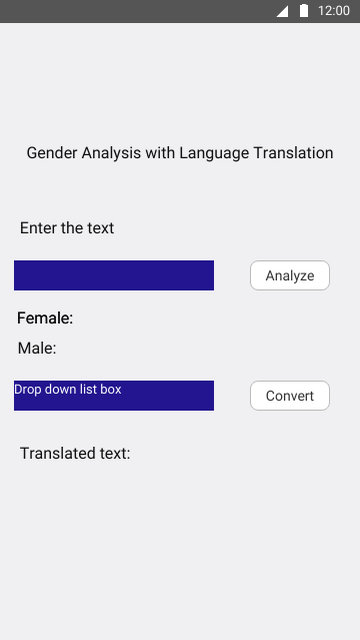 12:00
Gender Analysis with Language Translation
Enter the text
Analyze
Female:
Male:
Drop down list box
Convert
Translated text: